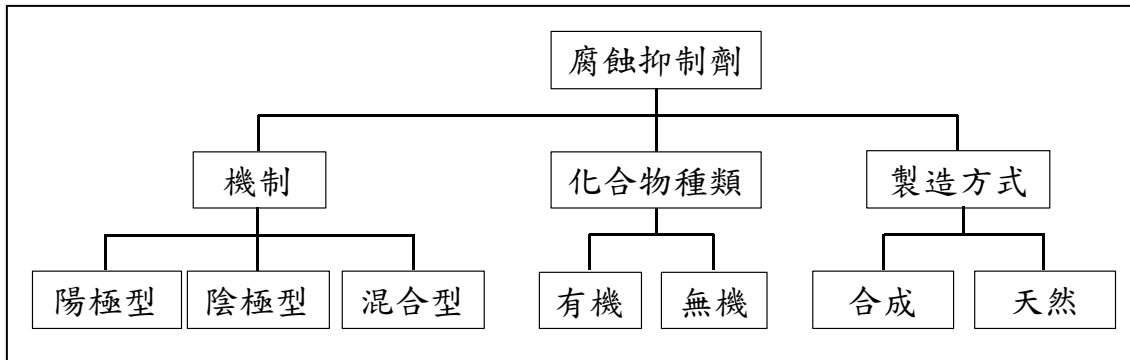 腐蝕抑制劑
機制
化合物種類
製造方式
陽極型
陰極型
混合型
有機
無機
合成
天然